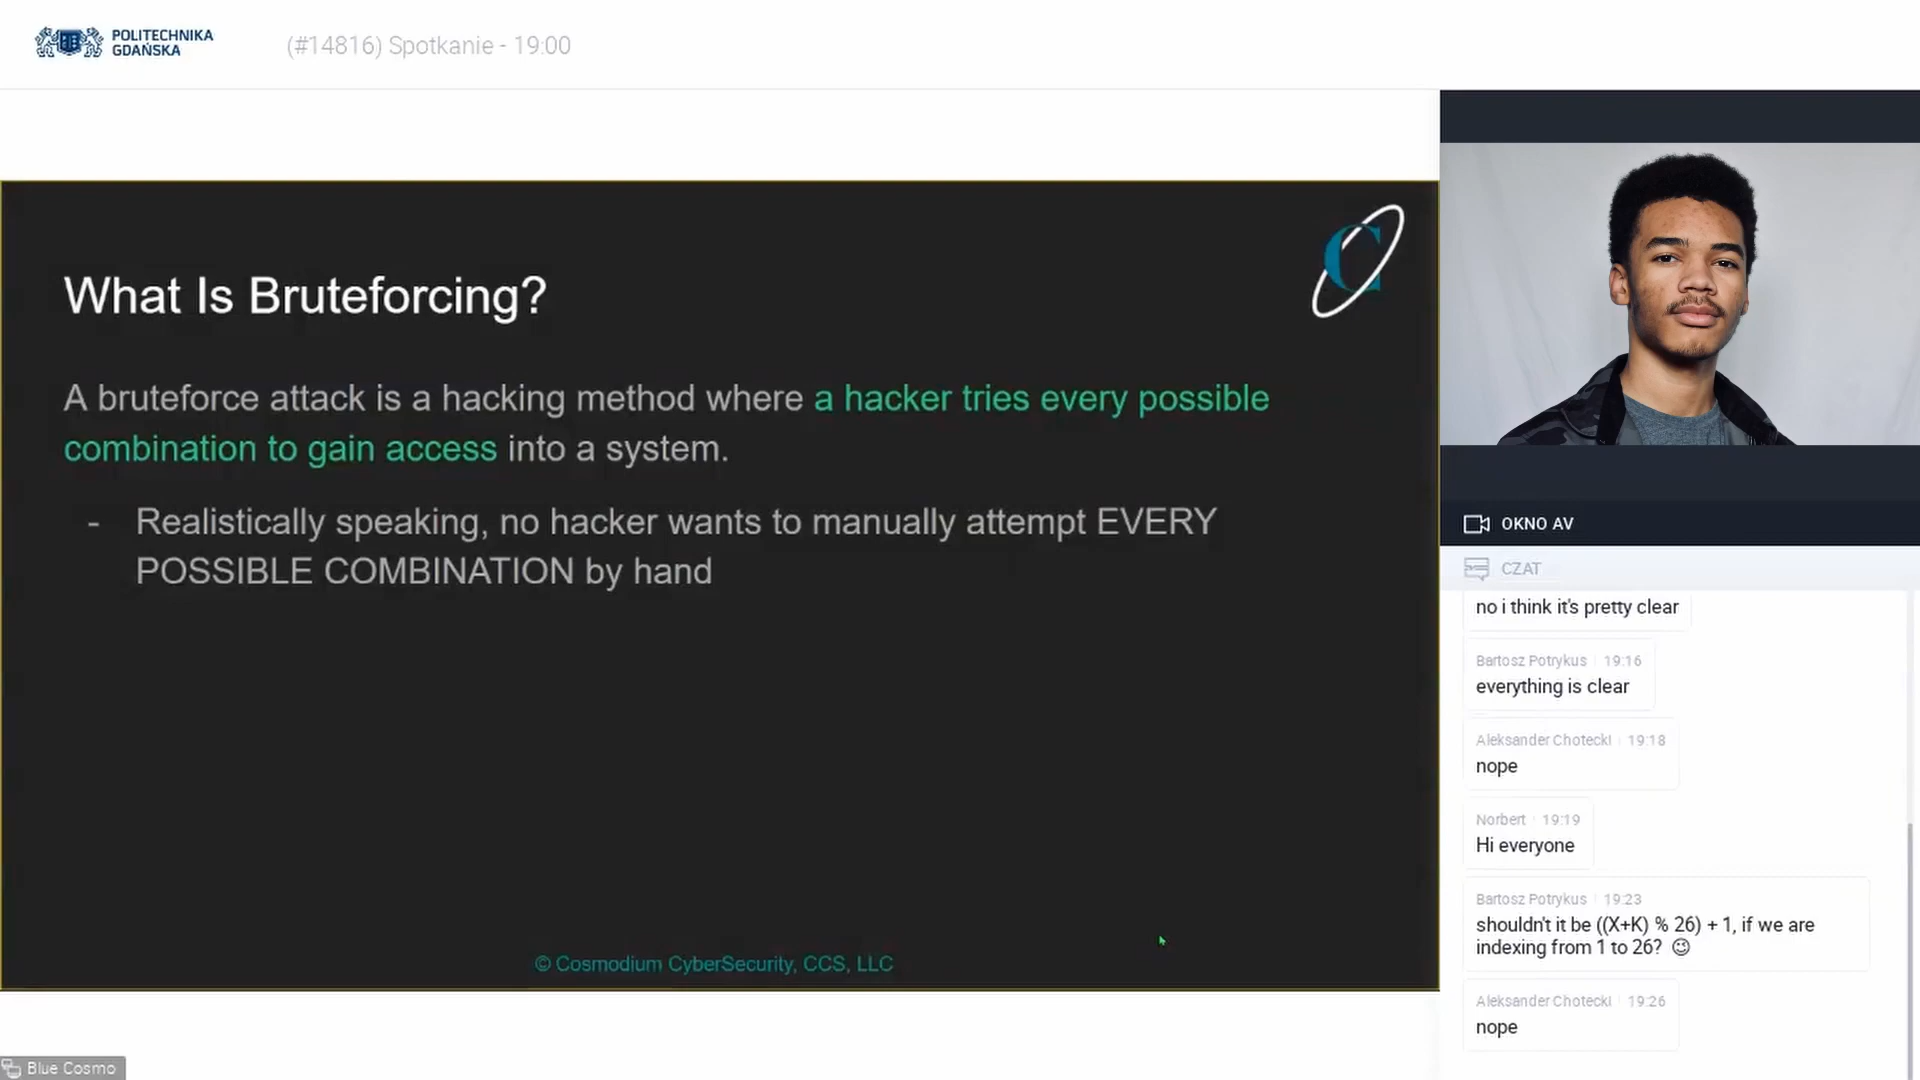 POLITECHNIKA
GDAŃSKA
(#14816) Spotkanie - 19:00
What Is Bruteforcing?
A bruteforce attack is a hacking method where a hacker tries every possible
combination to gain access into a system.
- Realistically speaking, no hacker wants to manually attempt EVERY
POSSIBLE COMBINATION by hand
© Cosmodium CyberSecurity, CCS, LLC
Blue Cosmo
OKNO AV
CZAT
no i think it's pretty clear
Bartosz Potrykus 19:16
everything is clear
Aleksander Chotecki 19:18
nope
Norbert 19:19
Hi everyone
Bartosz Potrykus 19:23
shouldn't it be ((X+K) % 26) + 1, if we are
indexing from 1 to 26? 😉
Aleksander Chotecki 19:26
nope